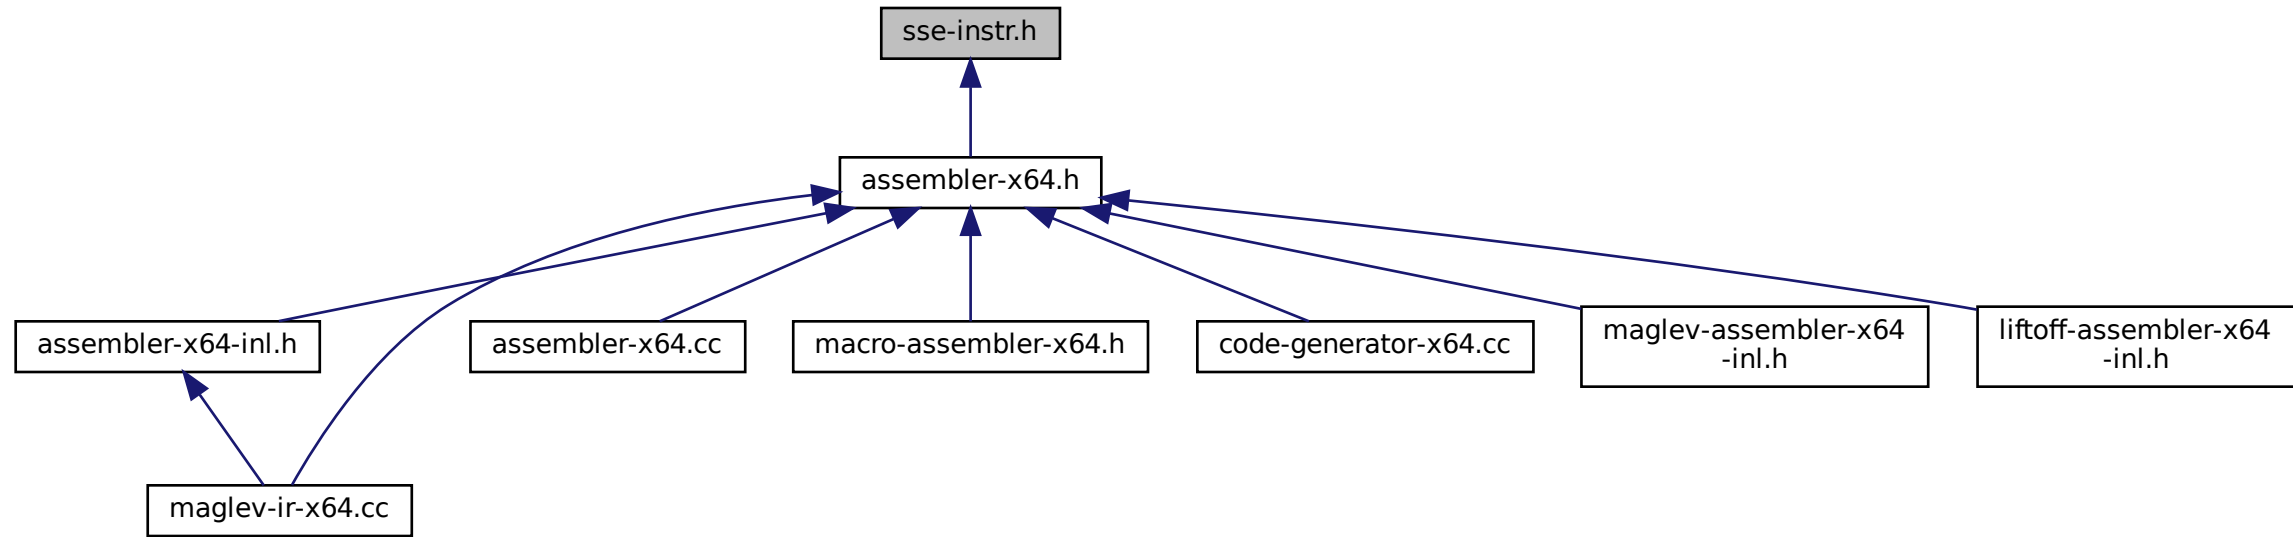 sse-instr.h
assembler-x64.h
assembler-x64-inl.h
assembler-x64.cc
macro-assembler-x64.h
code-generator-x64.cc
maglev-assembler-x64
-inl.h
liftoff-assembler-x64
-inl.h
maglev-ir-x64.cc